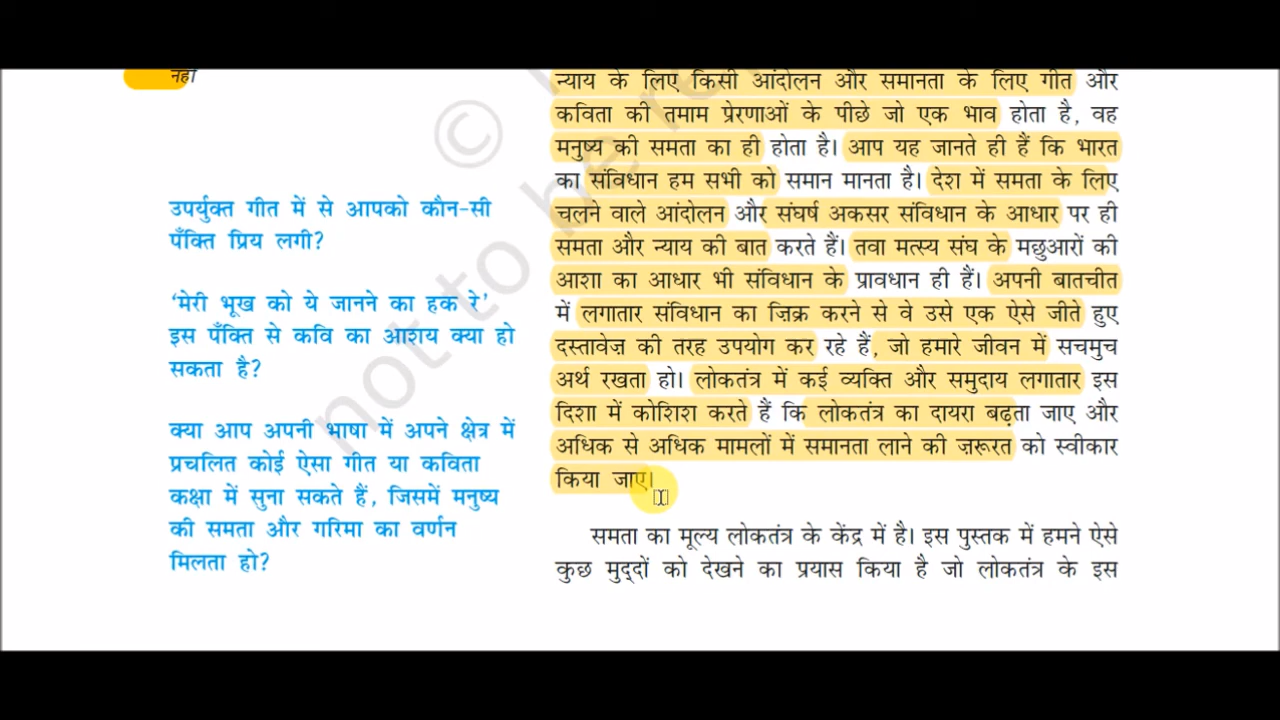 नहीं
उपर्युक्त गीत में से आपको कौन-सी
पँक्ति प्रिय लगी?
'मेरी भूख को ये जानने का हक रे'
इस पँक्ति से कवि का आशय क्या हो
सकता है?
क्या आप अपनी भाषा में अपने क्षेत्र में
प्रचलित कोई ऐसा गीत या कविता
कक्षा में सुना सकते हैं, जिसमें मनुष्य
की समता और गरिमा का वर्णन
मिलता हो?
न्याय के लिए किसी आंदोलन और समानता के लिए गीत और
कविता की तमाम प्रेरणाओं के पीछे जो एक भाव होता है, वह
मनुष्य की समता का ही होता है। आप यह जानते ही हैं कि भारत
का संविधान हम सभी को समान मानता है। देश में समता के लिए
चलने वाले आंदोलन और संघर्ष अकसर संविधान के आधार पर ही
समता और न्याय की बात करते हैं। तवा मत्स्य संघ के मछुआरों की
आशा का आधार भी संविधान के प्रावधान ही हैं। अपनी बातचीत
में लगातार संविधान का ज़िक्र करने से वे उसे एक ऐसे जीते हुए
दस्तावेज़ की तरह उपयोग कर रहे हैं, जो हमारे जीवन में सचमुच
अर्थ रखता हो। लोकतंत्र में कई व्यक्ति और समुदाय लगातार इस
दिशा में कोशिश करते हैं कि लोकतंत्र का दायरा बढ़ता जाए और
अधिक से अधिक मामलों में समानता लाने की ज़रूरत को स्वीकार
किया जाए।
समता का मूल्य लोकतंत्र के केंद्र में है। इस पुस्तक में हमने ऐसे
कुछ मुद्दों को देखने का प्रयास किया है जो लोकतंत्र के इस
© 
not to be re